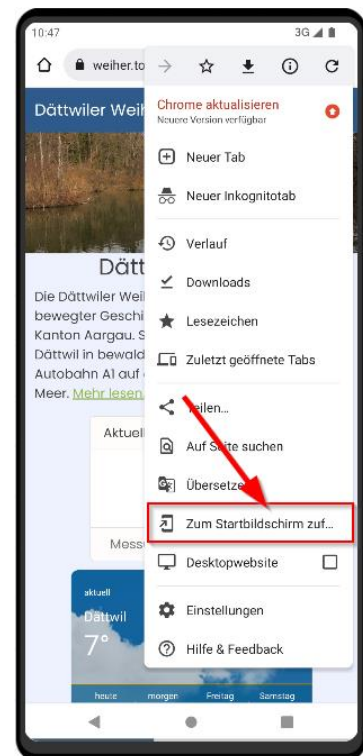 10:47
3G
weiher.to
Chrome aktualisieren
Neuere Version verfügbar
Neuer Tab
Neuer Inkognitotab
Verlauf
Downloads
Lesezeichen
Zuletzt geöffnete Tabs
Teilen...
Auf Seite suchen
Übersetze
Zum Startbildschirm zuf...
Desktopwebsite
Einstellungen
Hilfe & Feedback
Dättwiler Weih
Dätt
Die Dättwiler Wei
bewegter Geschi
Kanton Aargau. S
Dättwil in bewald
Autobahn A1 auf
Meer. Mehr lesen
Aktuel
Mess
aktuell
Dättwil
7°
heute
morgen
Freitag
Samstag